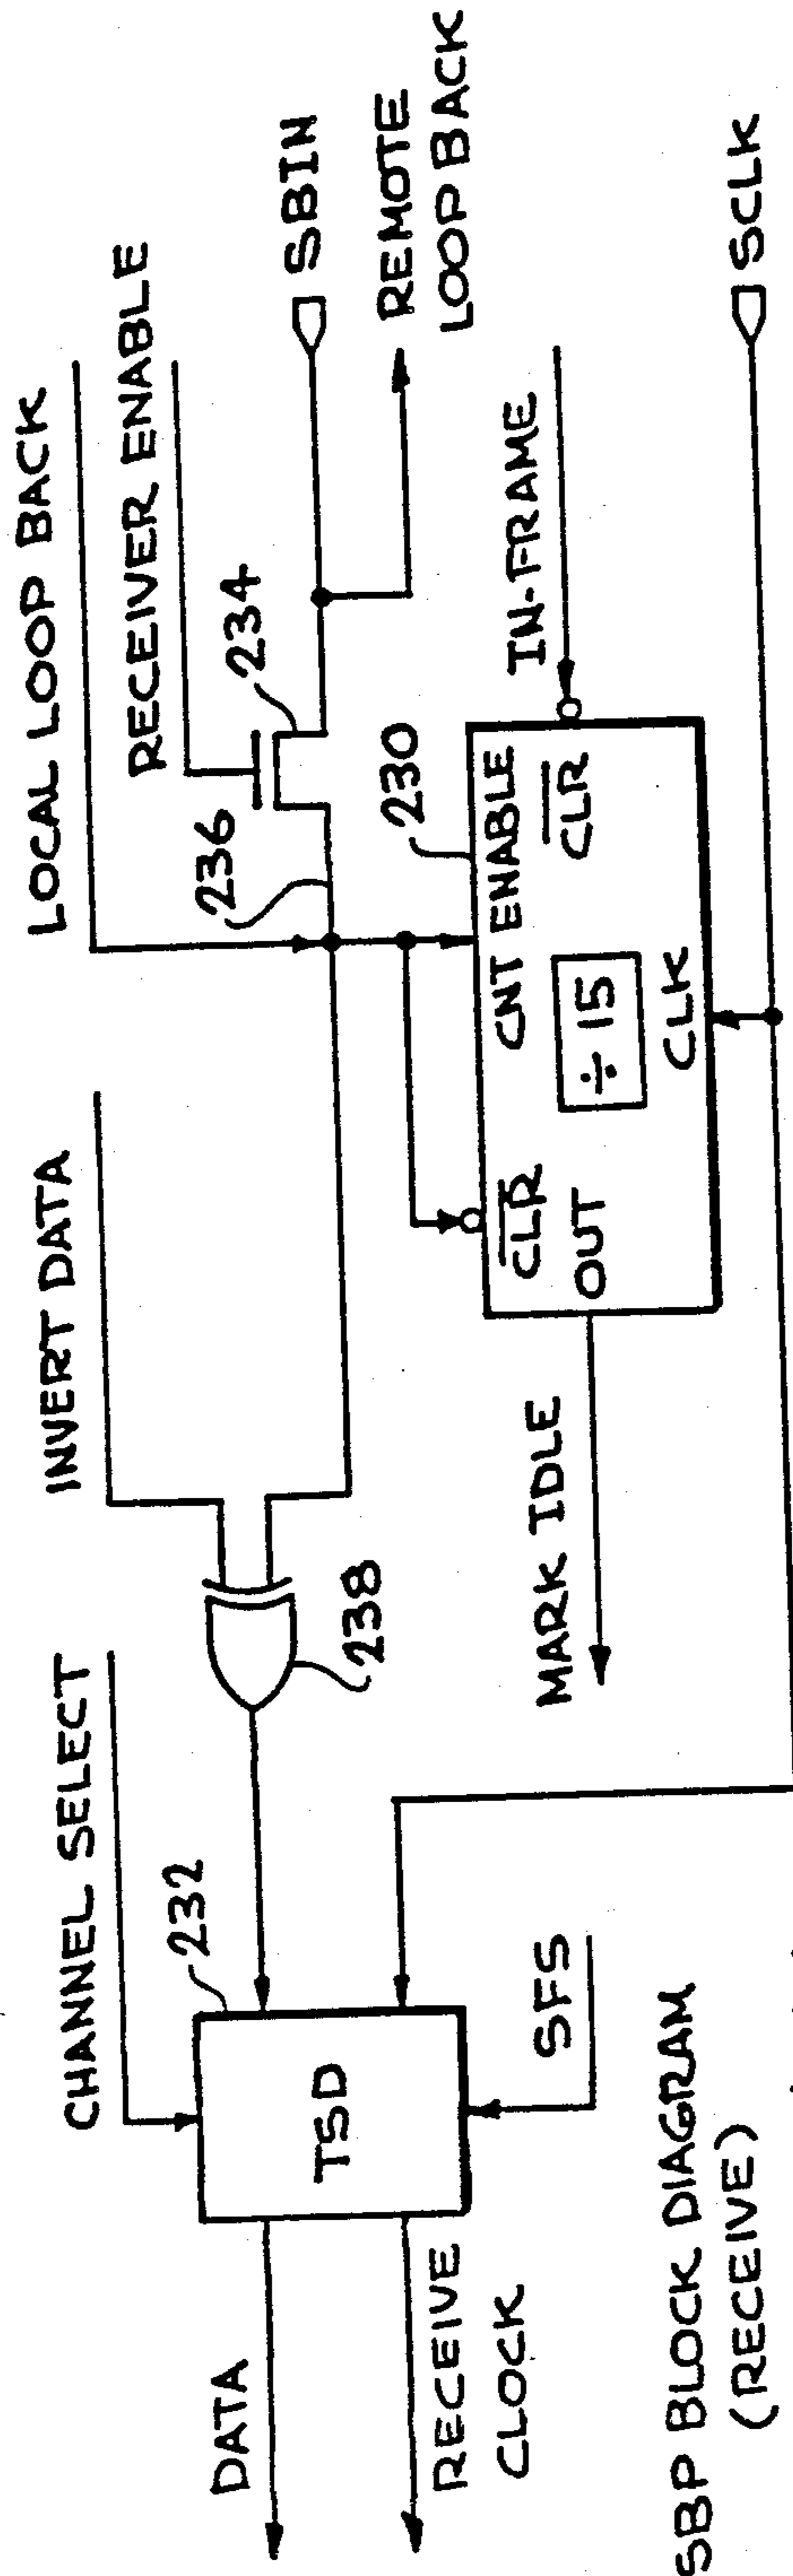 LOCAL LOOP BACK
RECEIVER ENABLE
SBIN
REMOTE
LOOP BACK
234
236
INVERT DATA
CHANNEL SELECT
238
232
TSD
DATA
RECEIVE
CLOCK
SFS
MARK IDLE
230
CNT ENABLE
CLR
CLR
÷ 15
OUT
CLK
IN-FRAME
SCLK
SBP BLOCK DIAGRAM
(RECEIVE)